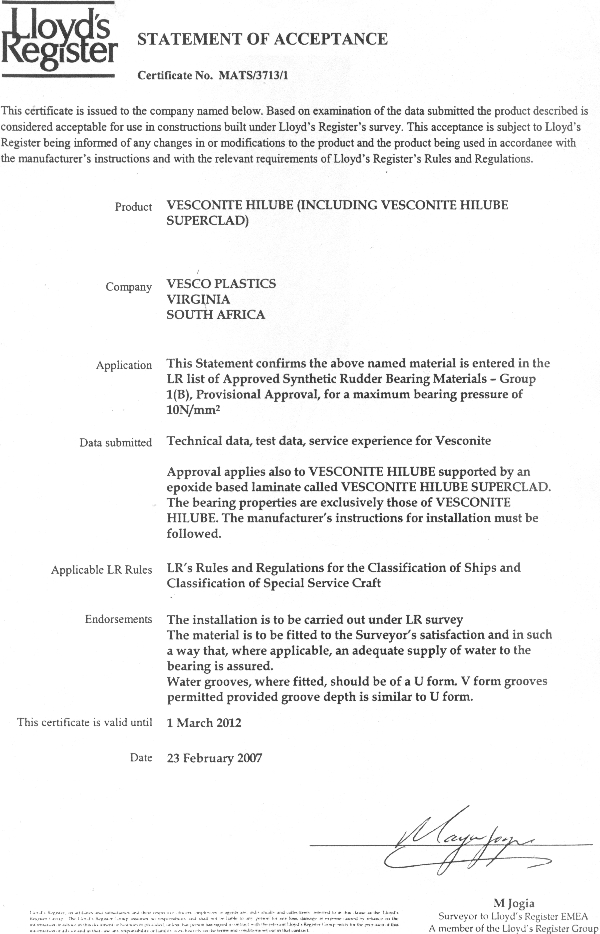 Lloyd's
Register
STATEMENT OF ACCEPTANCE
Certificate No. MATS/3713/1
This certificate is issued to the company named below. Based on examination of the data submitted the product described is
considered acceptable for use in constructions built under Lloyd's Register's survey. This acceptance is subject to Lloyd's
Register being informed of any changes in or modifications to the product and the product being used in accordance with
the manufacturer's instructions and with the relevant requirements of Lloyd's Register's Rules and Regulations.
Product VESCONITE HILUBE (INCLUDING VESCONITE HILUBE
SUPERCLAD)
Company VESCO PLASTICS
VIRGINIA
SOUTH AFRICA
Application This Statement confirms the above named material is entered in the
LR list of Approved Synthetic Rudder Bearing Materials – Group
1(B), Provisional Approval, for a maximum bearing pressure of
10N/mm²
Data submitted Technical data, test data, service experience for Vesconite
Approval applies also to VESCONITE HILUBE supported by an
epoxide based laminate called VESCONITE HILUBE SUPERCLAD.
The bearing properties are exclusively those of VESCONITE
HILUBE. The manufacturer's instructions for installation must be
followed.
Applicable LR Rules LR's Rules and Regulations for the Classification of Ships and
Classification of Special Service Craft
Endorsements The installation is to be carried out under LR survey
The material is to be fitted to the Surveyor's satisfaction and in such
a way that, where applicable, an adequate supply of water to the
bearing is assured.
Water grooves, where fitted, should be of a U form. V form grooves
permitted provided groove depth is similar to U form.
This certificate is valid until 1 March 2012
Date 23 February 2007
M Jogia
Surveyor to Lloyd's Register EMEA
A member of the Lloyd's Register Group